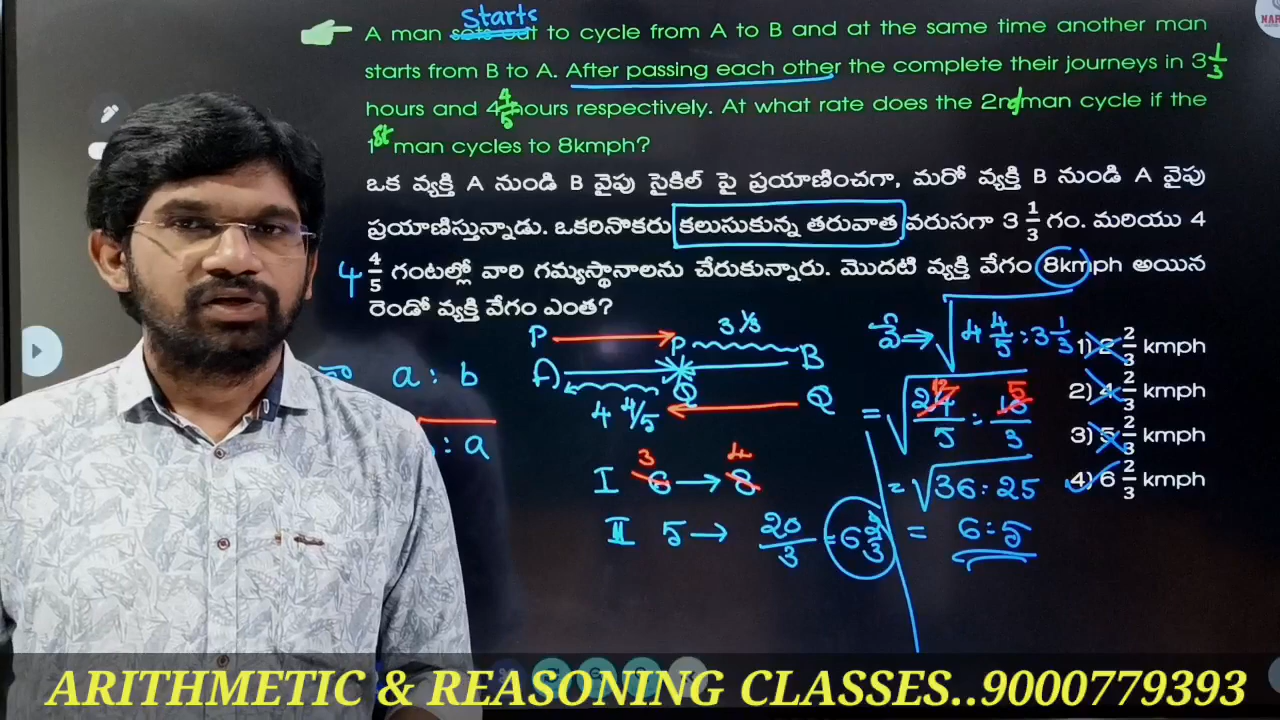 Starts
A man sets out to cycle from A to B and at the same time another man
starts from B to A. After passing each other the complete their journeys in 3 1/3
hours and 4 4/5 hours respectively. At what rate does the 2nd man cycle if the
1st man cycles to 8kmph?
ఒక వ్యక్తి A నుండి B వైపు సైకిల్ పై ప్రయాణించగా, మరో వ్యక్తి B నుండి A వైపు
ప్రయాణిస్తున్నాడు. ఒకరినొకరు కలుసుకున్న తరువాత వరుసగా 3 1/3 గం. మరియు 4
4 4/5 గంటల్లో వారి గమ్యస్థానాలను చేరుకున్నారు. మొదటి వ్యక్తి వేగం 8kmph అయిన
రెండో వ్యక్తి వేగం ఎంత?
P P 3 1/3
A B
4 4/5 Q Q
a : b
: a
I 6 → 8
3 4
II 5 → 20/3 = 6 2/3
వే ⇒ √4 4/5 : 3 1/3
= √24/5 : 10/3
12 5
= √36 : 25
= 6 : 5
1) 2 2/3 kmph
2) 4 2/3 kmph
3) 5 2/3 kmph
4) 6 2/3 kmph
NAR
ARITHMETIC & REASONING CLASSES..9000779393